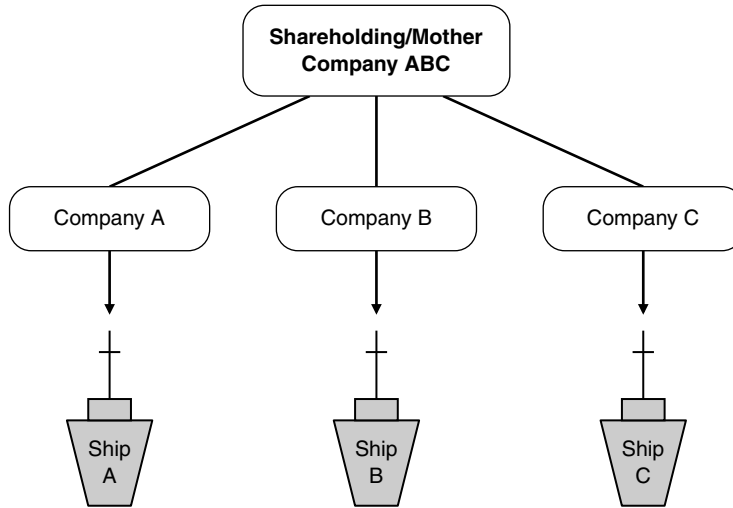 Shareholding/Mother
Company ABC
Company A
Company B
Company C
Ship
A
Ship
B
Ship
C